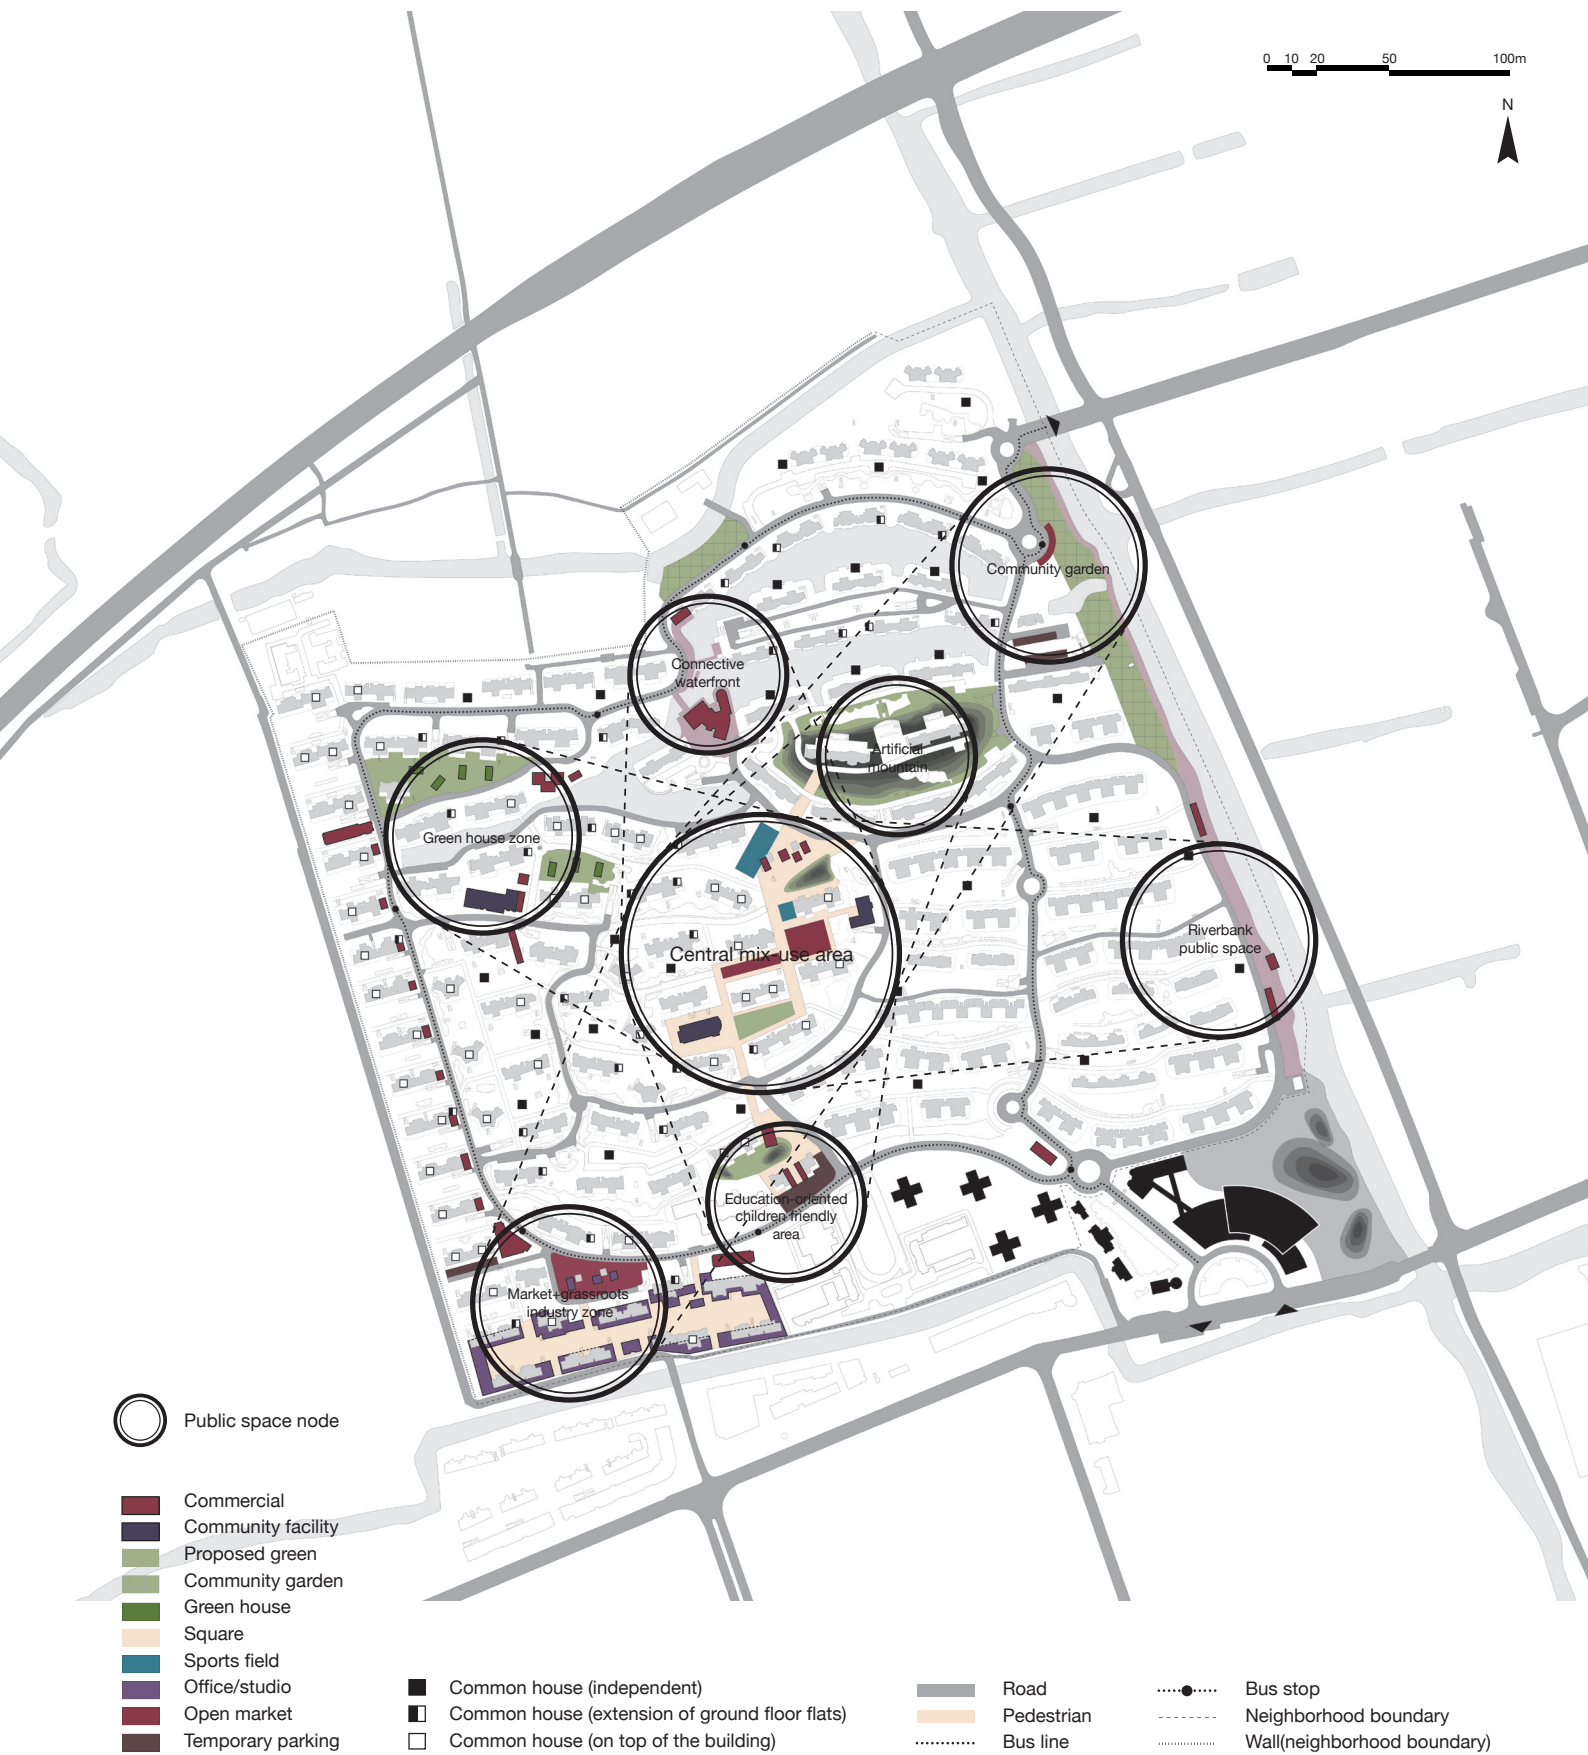 0 10 20 50 100m
N
Community garden
Connective
waterfront
Artificial
mountain
Green house zone
Central mix-use area
Riverbank
public space
Education-oriented
children friendly
area
Market+grassroots
industry zone
Public space node
Commercial
Community facility
Proposed green
Community garden
Green house
Square
Sports field
Office/studio
Open market
Temporary parking
Common house (independent)
Common house (extension of ground floor flats)
Common house (on top of the building)
Road
Pedestrian
Bus line
Bus stop
Neighborhood boundary
Wall(neighborhood boundary)